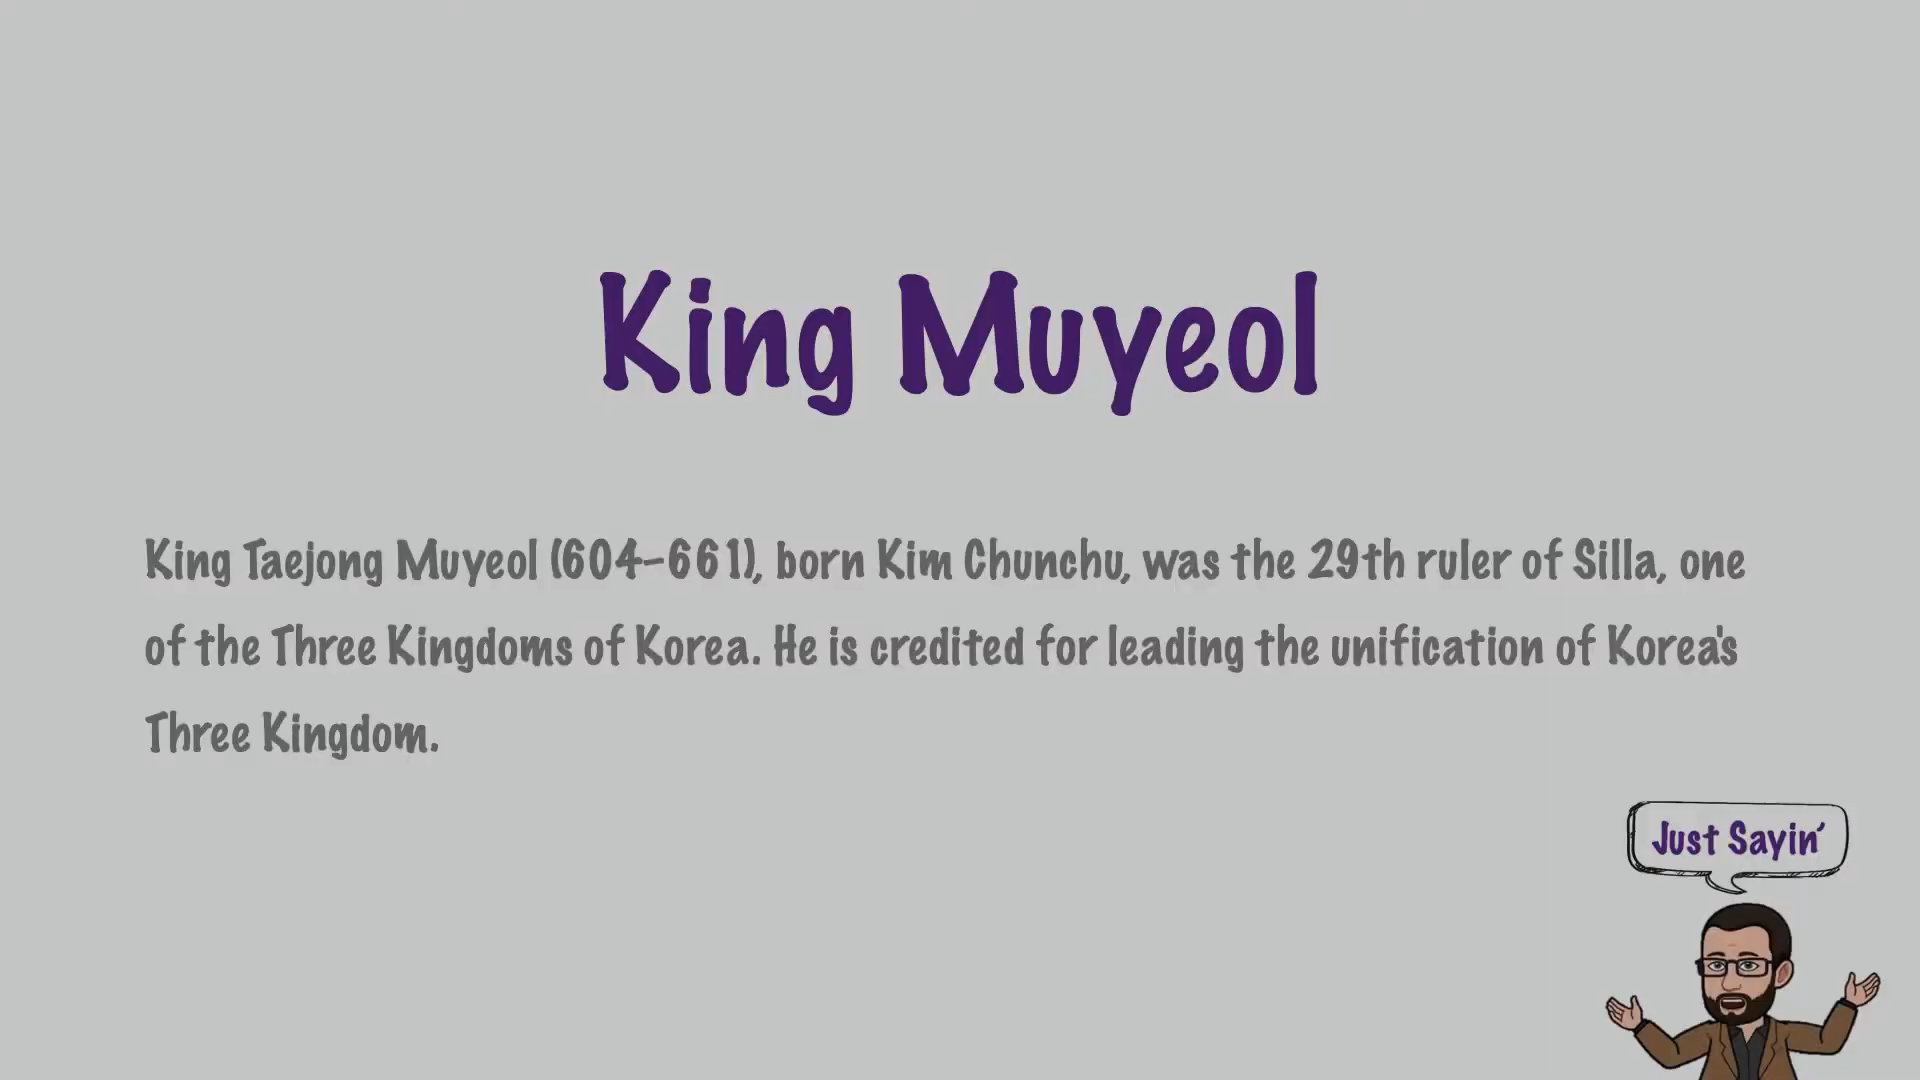 King Muyeol
King Taejong Muyeol (604–661), born Kim Chunchu, was the 29th ruler of Silla, one
of the Three Kingdoms of Korea. He is credited for leading the unification of Korea's
Three Kingdom.
Just Sayin'